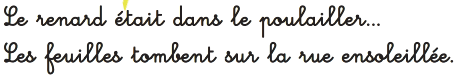 Le renard était dans le poulailler...
Les feuilles tombent sur la rue ensoleillée.